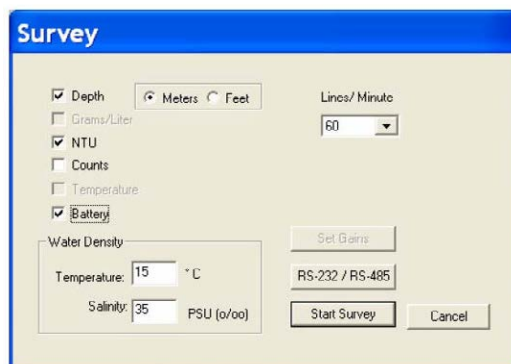 Survey
Depth
Meters Feet
Lines/ Minute
Grams/Liter
60
NTU
Counts
Temperature
Battery
Water Density
Set Gains
Temperature: 15 ° C
RS-232 / RS-485
Salinity: 35 PSU (o/oo)
Start Survey
Cancel